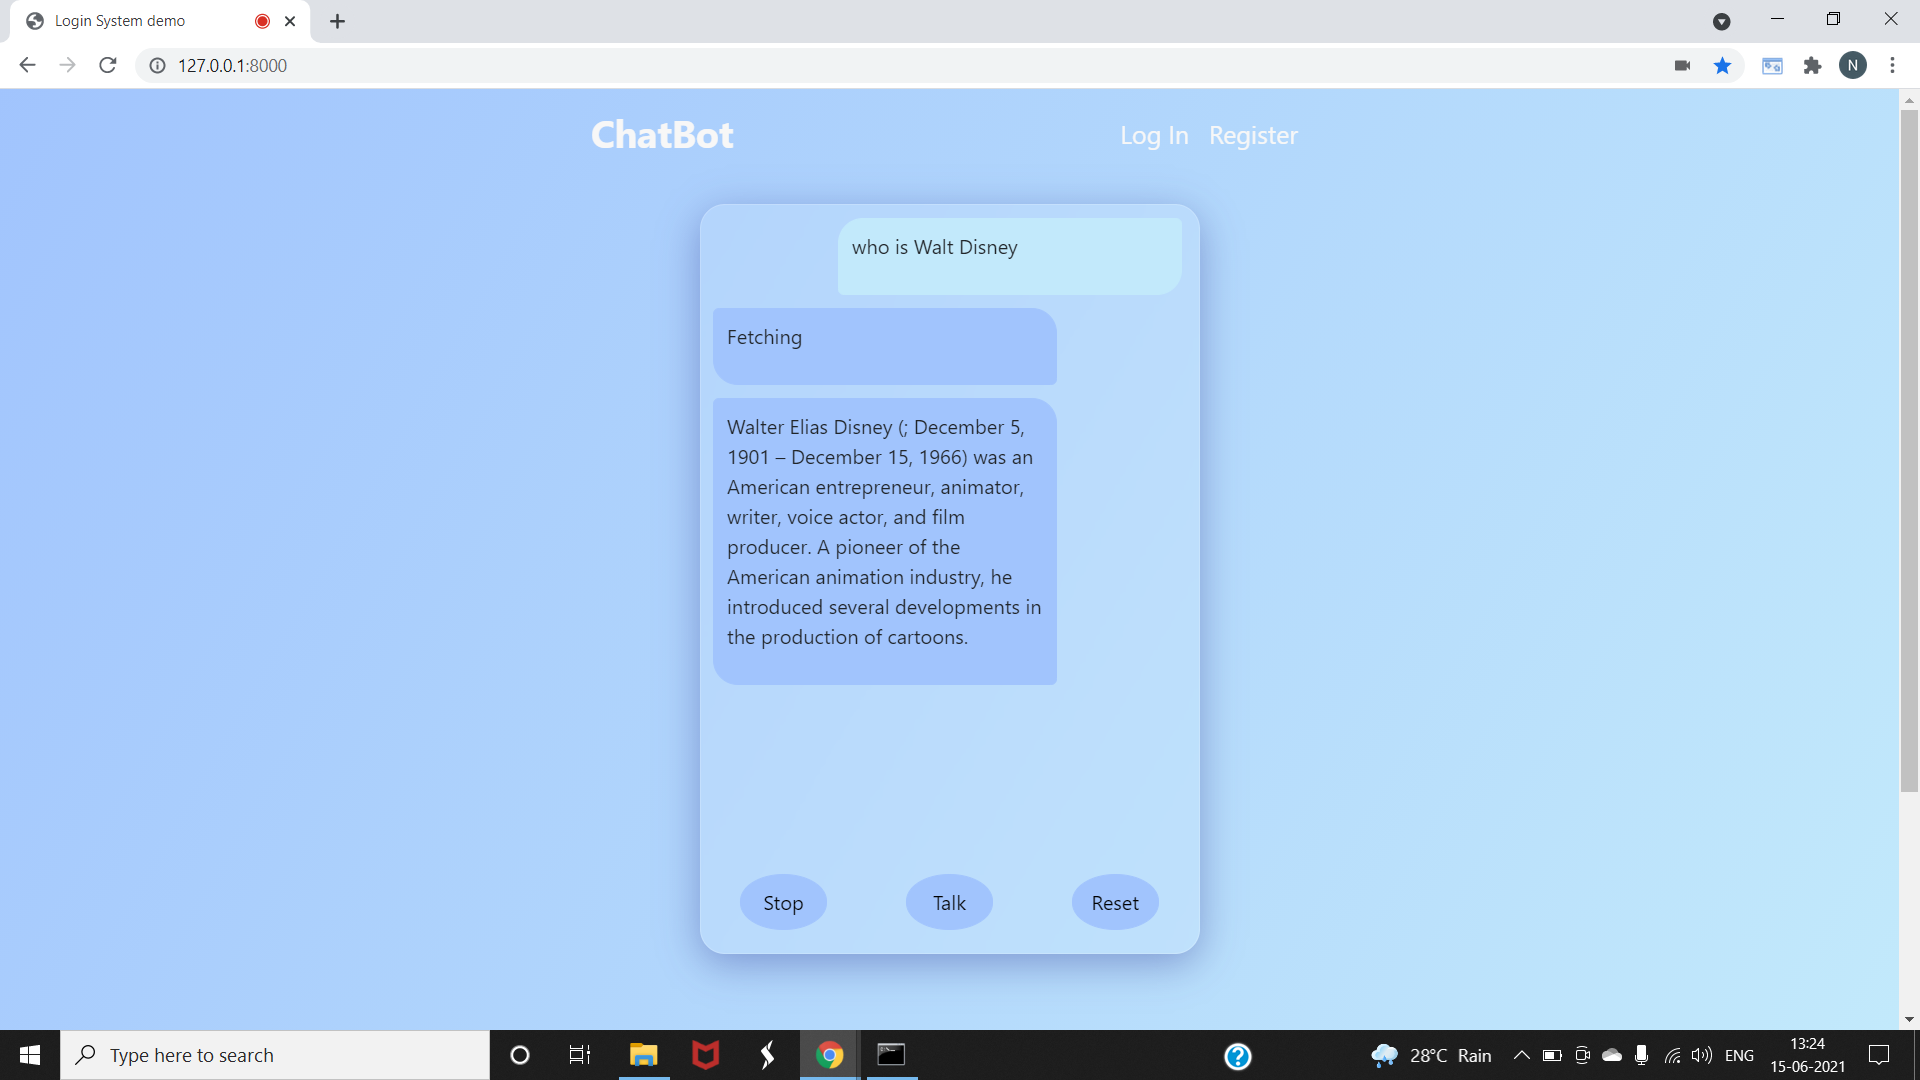 Login System demo
127.0.0.1:8000
N
ChatBot
Log In Register
who is Walt Disney
Fetching
Walter Elias Disney (; December 5,
1901 – December 15, 1966) was an
American entrepreneur, animator,
writer, voice actor, and film
producer. A pioneer of the
American animation industry, he
introduced several developments in
the production of cartoons.
Stop Talk Reset
Type here to search
28°C Rain
ENG
13:24
15-06-2021